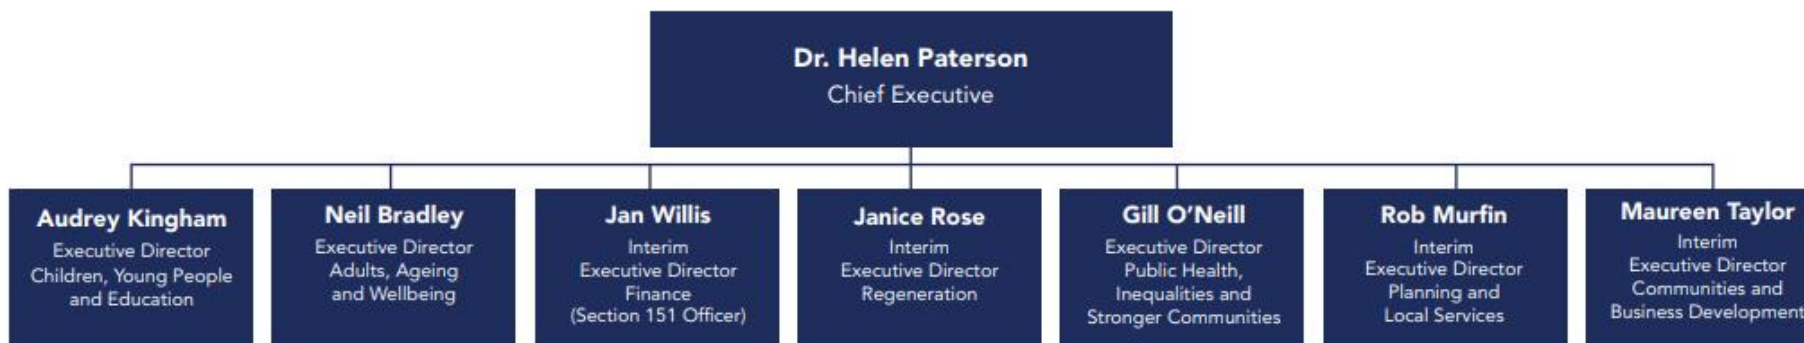 Dr. Helen Paterson
Chief Executive
Audrey Kingham
Executive Director
Children, Young People
and Education
Neil Bradley
Executive Director
Adults, Ageing
and Wellbeing
Jan Willis
Interim
Executive Director
Finance
(Section 151 Officer)
Janice Rose
Interim
Executive Director
Regeneration
Gill O’Neill
Executive Director
Public Health,
Inequalities and
Stronger Communities
Rob Murfin
Interim
Executive Director
Planning and
Local Services
Maureen Taylor
Interim
Executive Director
Communities and
Business Development